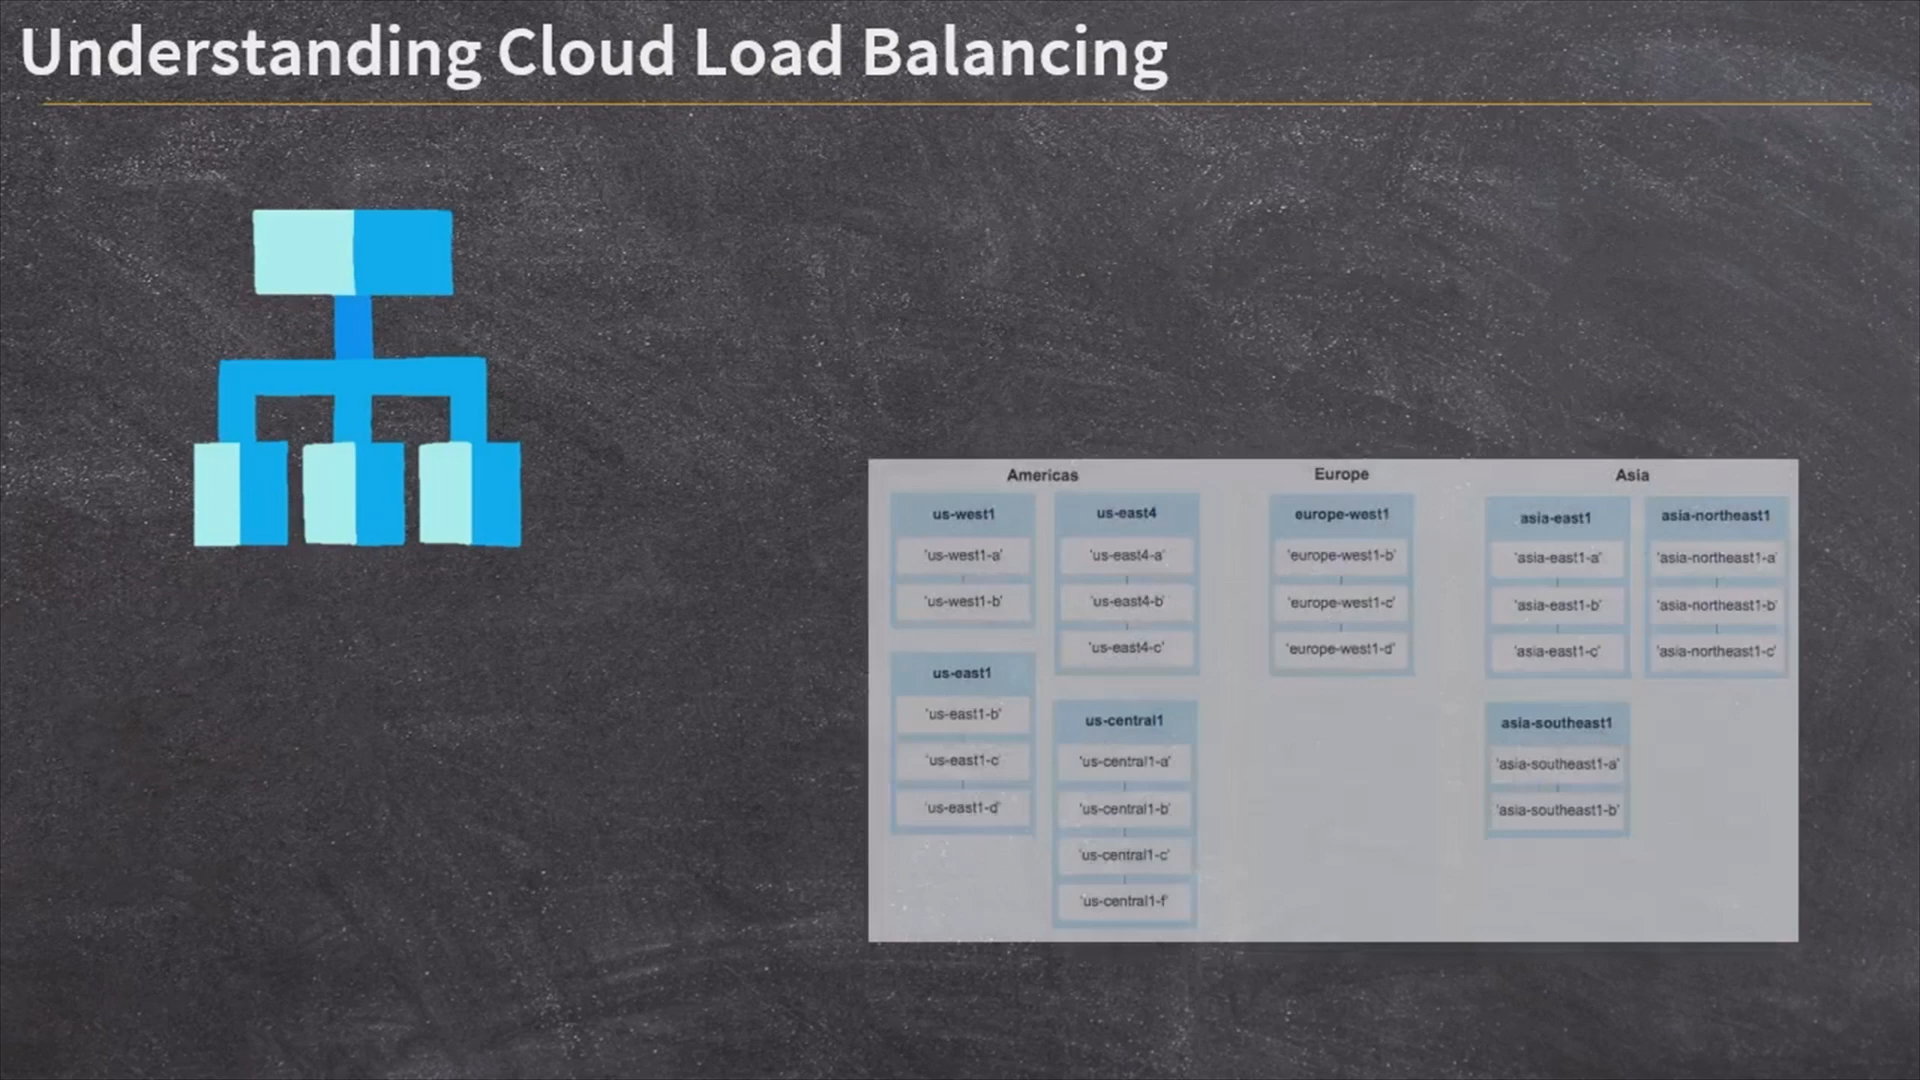 Understanding Cloud Load Balancing
Americas
us-west1
'us-west1-a'
'us-west1-b'
us-east1
'us-east1-b'
'us-east1-c'
'us-east1-d'
us-east4
'us-east4-a'
'us-east4-b'
'us-east4-c'
us-central1
'us-central1-a'
'us-central1-b'
'us-central1-c'
'us-central1-f'
Europe
europe-west1
'europe-west1-b'
'europe-west1-c'
'europe-west1-d'
Asia
asia-east1
'asia-east1-a'
'asia-east1-b'
'asia-east1-c'
asia-southeast1
'asia-southeast1-a'
'asia-southeast1-b'
asia-northeast1
'asia-northeast1-a'
'asia-northeast1-b'
'asia-northeast1-c'